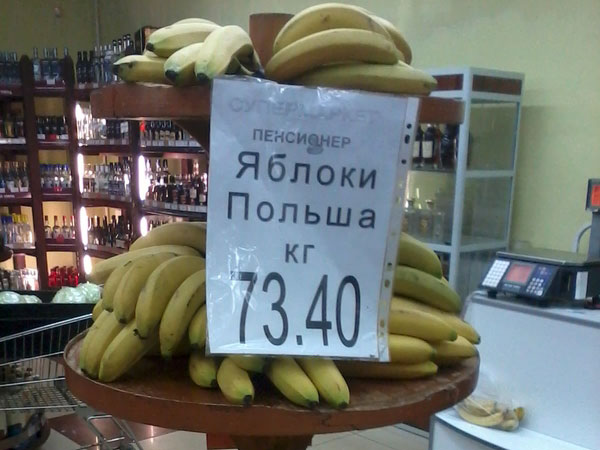 СУПЕРМАРКЕТ
ПЕНСИОНЕР
Яблоки
Польша
кг
73.40